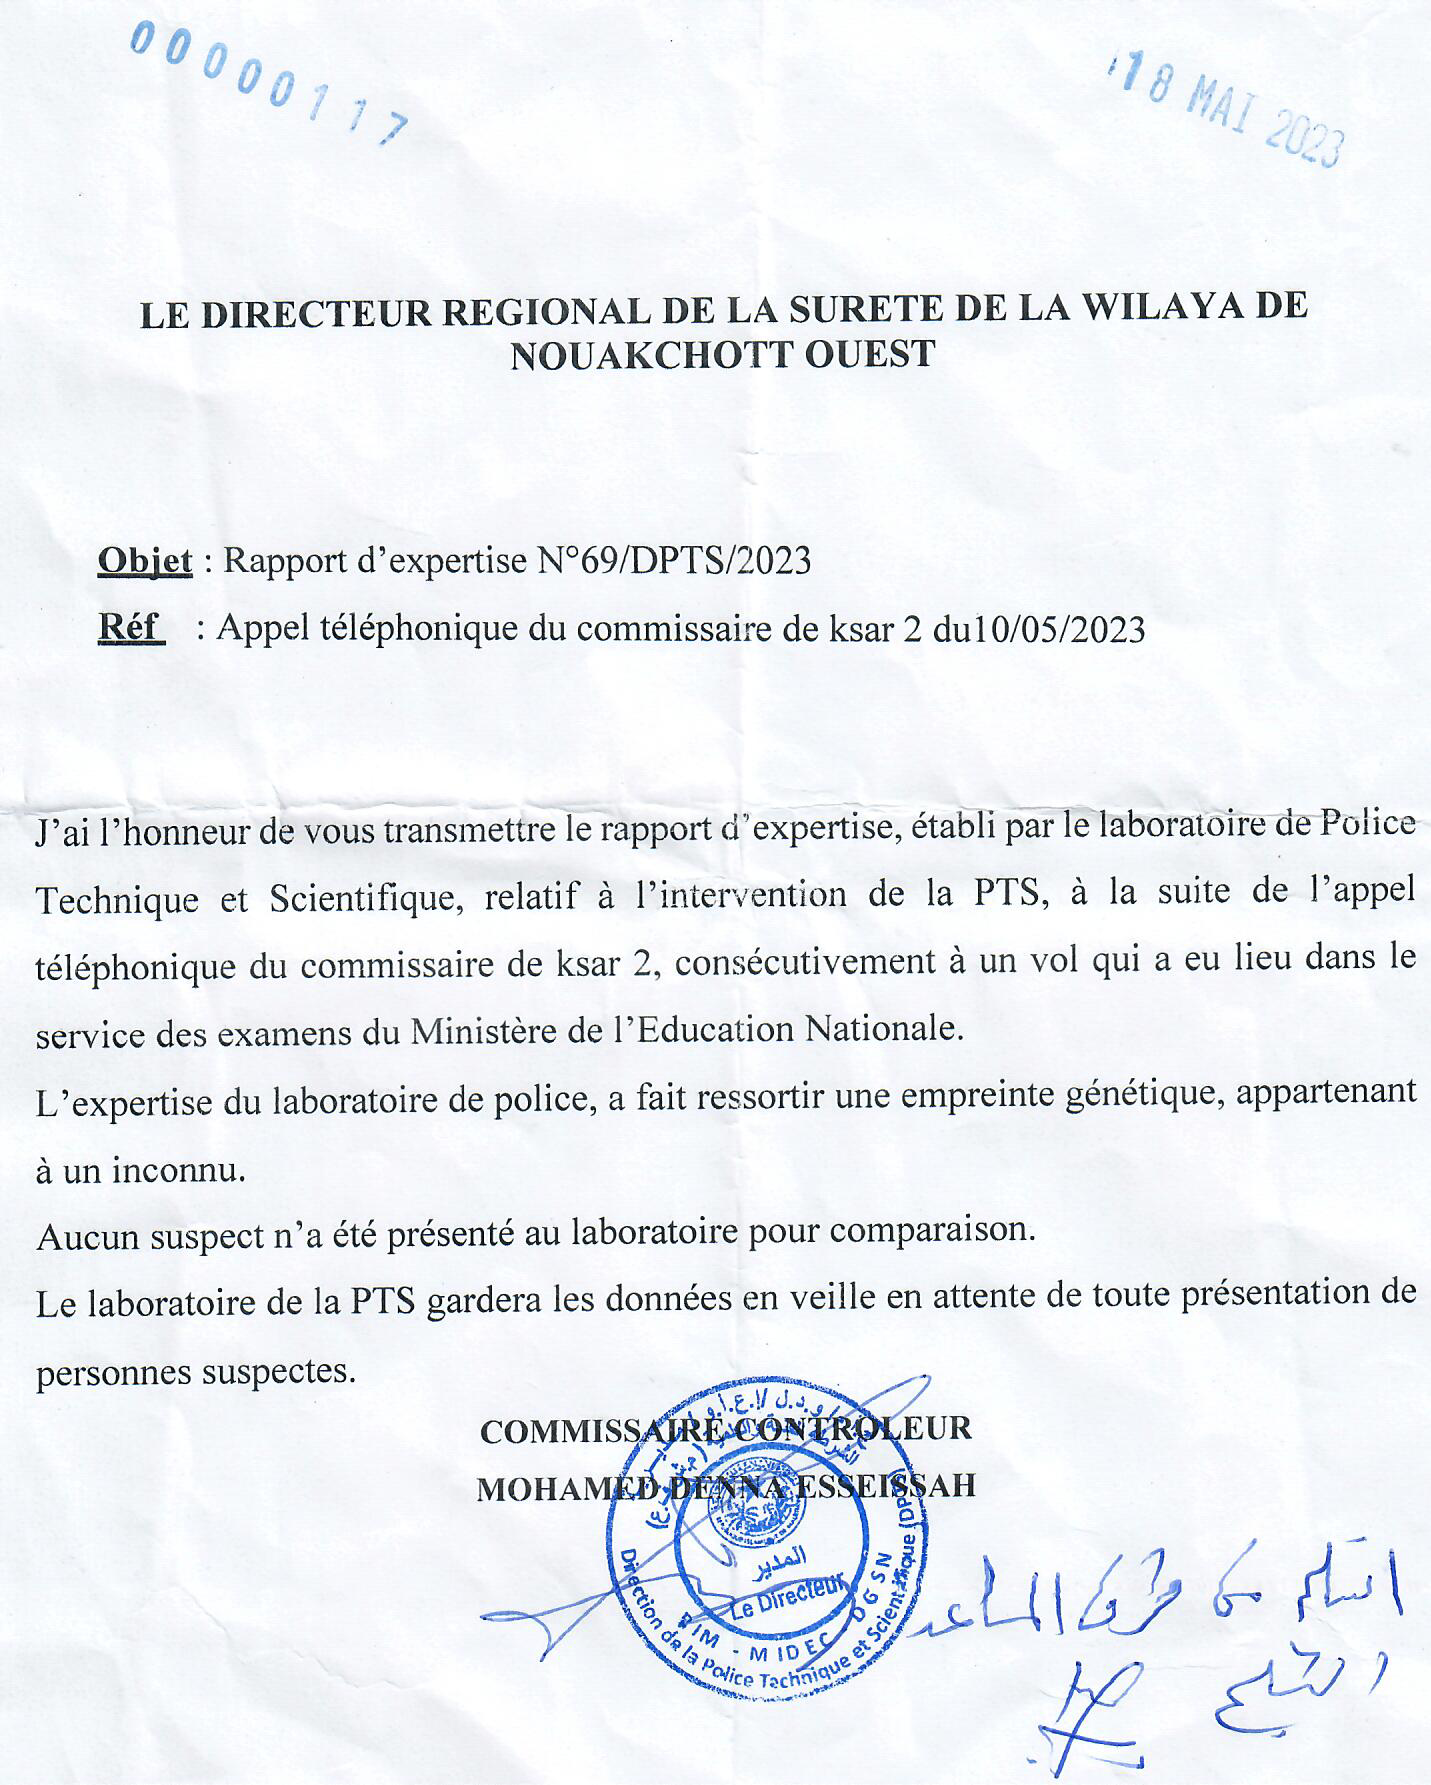 00000117
18 MAI 2023
LE DIRECTEUR REGIONAL DE LA SURETE DE LA WILAYA DE
NOUAKCHOTT OUEST
Objet : Rapport d’expertise N°69/DPTS/2023
Réf : Appel téléphonique du commissaire de ksar 2 du10/05/2023
J’ai l’honneur de vous transmettre le rapport d’expertise, établi par le laboratoire de Police
Technique et Scientifique, relatif à l’intervention de la PTS, à la suite de l’appel
téléphonique du commissaire de ksar 2, consécutivement à un vol qui a eu lieu dans le
service des examens du Ministère de l’Education Nationale.
L’expertise du laboratoire de police, a fait ressortir une empreinte génétique, appartenant
à un inconnu.
Aucun suspect n’a été présenté au laboratoire pour comparaison.
Le laboratoire de la PTS gardera les données en veille en attente de toute présentation de
personnes suspectes.
COMMISSAIRE CONTROLEUR
MOHAMED DENNA ESSEISSAH
المدير
Le Directeur
RIM - MIDEC - DGSN
Direction de la Police Technique et Scientifique (DPTS)